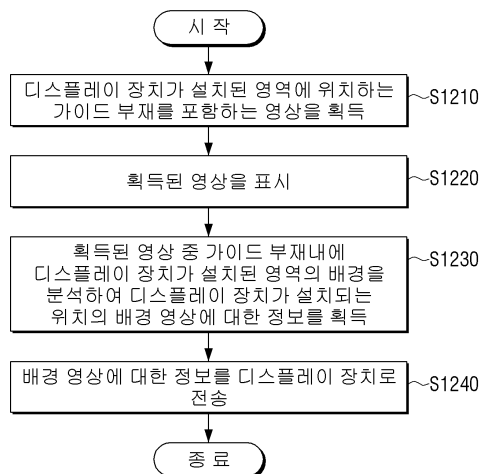 시 작
디스플레이 장치가 설치된 영역에 위치하는
가이드 부재를 포함하는 영상을 획득
S1210
획득된 영상을 표시
S1220
획득된 영상 중 가이드 부재내에
디스플레이 장치가 설치된 영역의 배경을
분석하여 디스플레이 장치가 설치되는
위치의 배경 영상에 대한 정보를 획득
S1230
배경 영상에 대한 정보를 디스플레이 장치로
전송
S1240
종 료